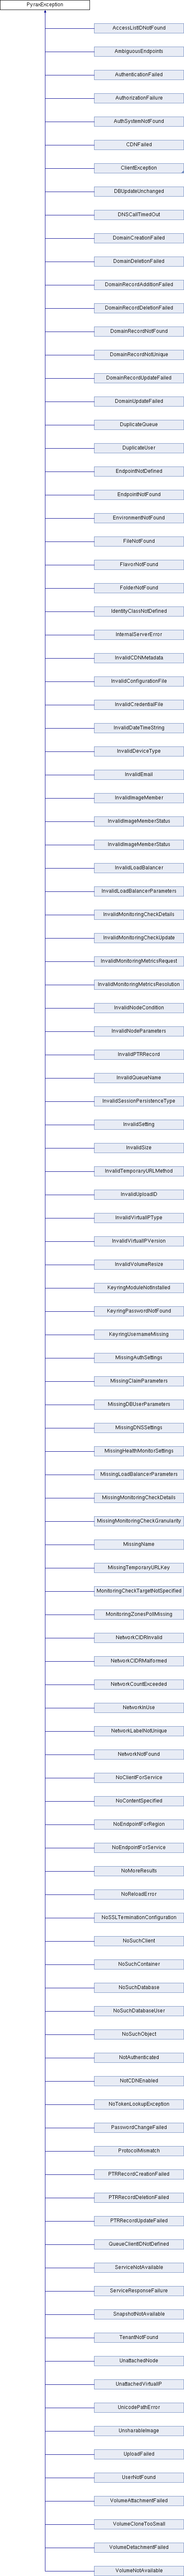 PyraxException
AccessListIDNotFound
AmbiguousEndpoints
AuthenticationFailed
AuthorizationFailure
AuthSystemNotFound
CDNFailed
ClientException
DBUpdateUnchanged
DNSCallTimedOut
DomainCreationFailed
DomainDeletionFailed
DomainRecordAdditionFailed
DomainRecordDeletionFailed
DomainRecordNotFound
DomainRecordNotUnique
DomainRecordUpdateFailed
DomainUpdateFailed
DuplicateQueue
DuplicateUser
EndpointNotDefined
EndpointNotFound
EnvironmentNotFound
FileNotFound
FlavorNotFound
FolderNotFound
IdentityClassNotDefined
InternalServerError
InvalidCDNMetadata
InvalidConfigurationFile
InvalidCredentialFile
InvalidDateTimeString
InvalidDeviceType
InvalidEmail
InvalidImageMember
InvalidImageMemberStatus
InvalidImageMemberStatus
InvalidLoadBalancer
InvalidLoadBalancerParameters
InvalidMonitoringCheckDetails
InvalidMonitoringCheckUpdate
InvalidMonitoringMetricsRequest
InvalidMonitoringMetricsResolution
InvalidNodeCondition
InvalidNodeParameters
InvalidPTRRecord
InvalidQueueName
InvalidSessionPersistenceType
InvalidSetting
InvalidSize
InvalidTemporaryURLMethod
InvalidUploadID
InvalidVirtualIPType
InvalidVirtualIPVersion
InvalidVolumeResize
KeyringModuleNotInstalled
KeyringPasswordNotFound
KeyringUsernameMissing
MissingAuthSettings
MissingClaimParameters
MissingDBUserParameters
MissingDNSSettings
MissingHealthMonitorSettings
MissingLoadBalancerParameters
MissingMonitoringCheckDetails
MissingMonitoringCheckGranularity
MissingName
MissingTemporaryURLKey
MonitoringCheckTargetNotSpecified
MonitoringZonesPollMissing
NetworkCIDRInvalid
NetworkCIDRMalformed
NetworkCountExceeded
NetworkInUse
NetworkLabelNotUnique
NetworkNotFound
NoClientForService
NoContentSpecified
NoEndpointForRegion
NoEndpointForService
NoMoreResults
NoReloadError
NoSSLTerminationConfiguration
NoSuchClient
NoSuchContainer
NoSuchDatabase
NoSuchDatabaseUser
NoSuchObject
NotAuthenticated
NotCDNEnabled
NoTokenLookupException
PasswordChangeFailed
ProtocolMismatch
PTRRecordCreationFailed
PTRRecordDeletionFailed
PTRRecordUpdateFailed
QueueClientIDNotDefined
ServiceNotAvailable
ServiceResponseFailure
SnapshotNotAvailable
TenantNotFound
UnattachedNode
UnattachedVirtualIP
UnicodePathError
UnsharableImage
UploadFailed
UserNotFound
VolumeAttachmentFailed
VolumeCloneTooSmall
VolumeDetachmentFailed
VolumeNotAvailable